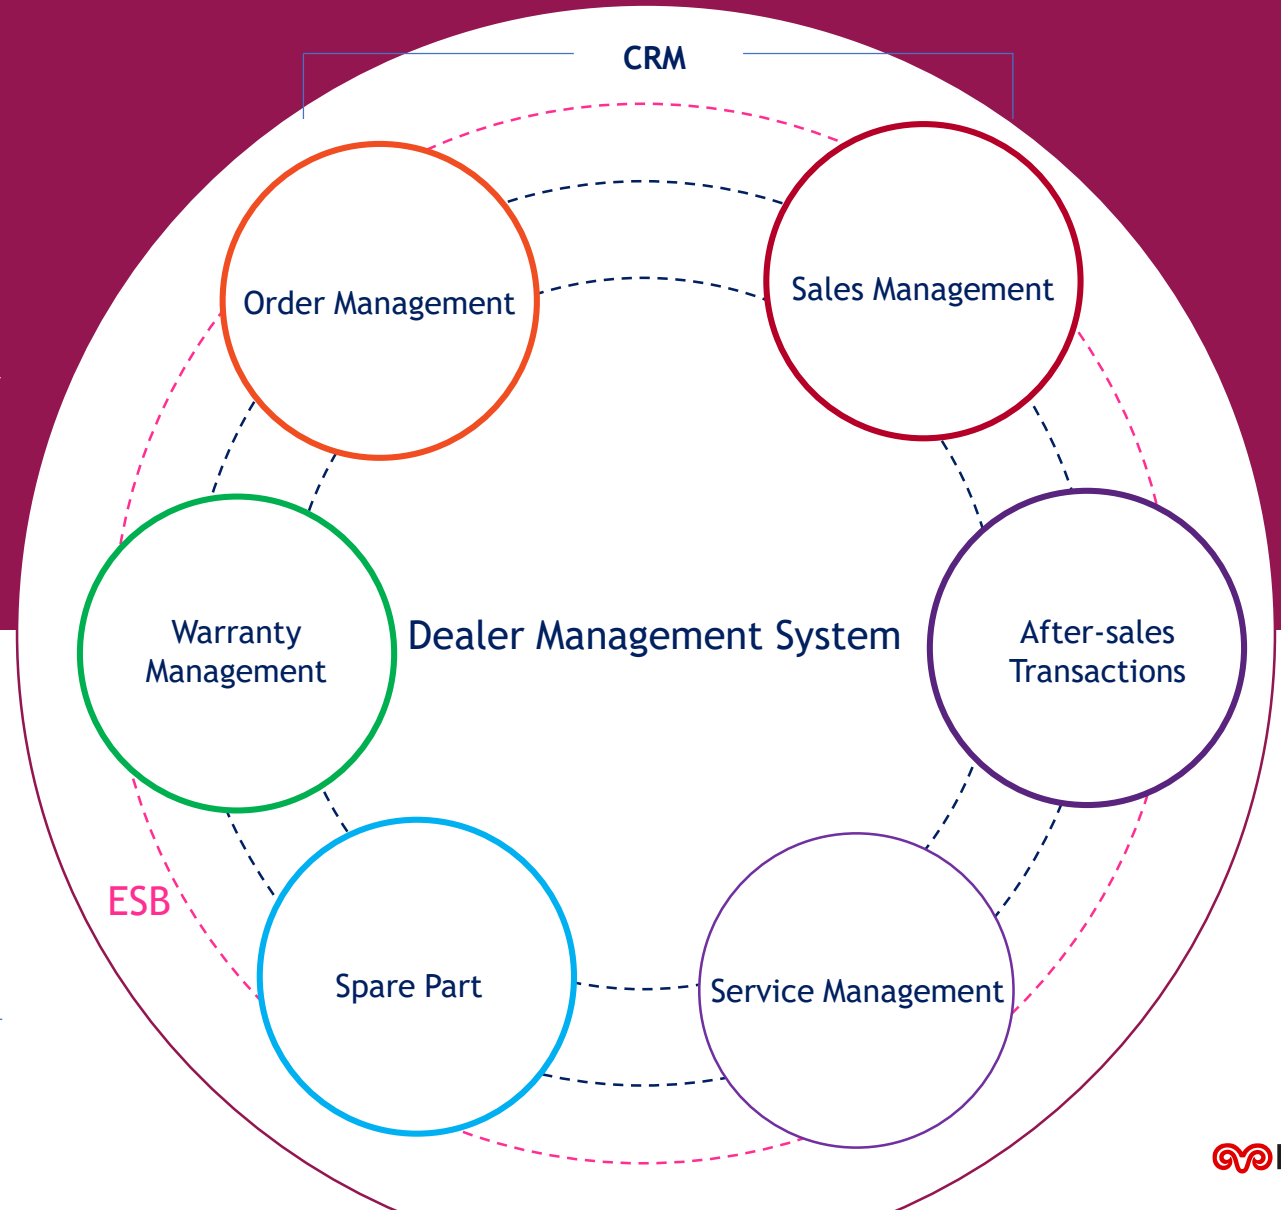 CRM
Order Management
Sales Management
Warranty
Management
Dealer Management System
After-sales
Transactions
ESB
Spare Part
Service Management